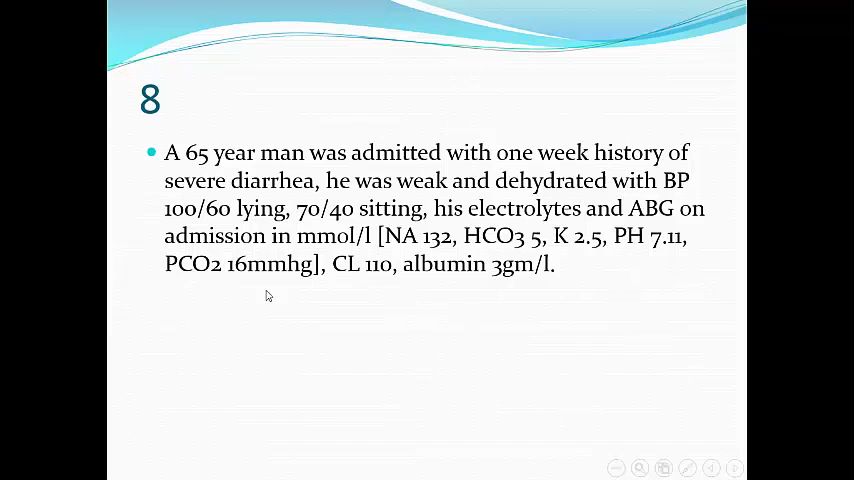 8
A 65 year man was admitted with one week history of
severe diarrhea, he was weak and dehydrated with BP
100/60 lying, 70/40 sitting, his electrolytes and ABG on
admission in mmol/l [NA 132, HCO3 5, K 2.5, PH 7.11,
PCO2 16mmhg], CL 110, albumin 3gm/l.